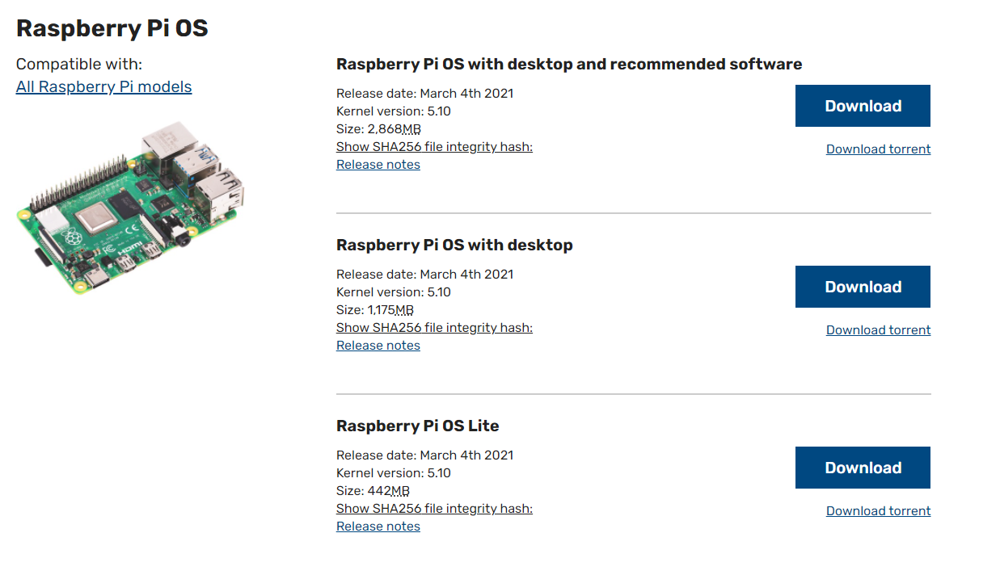 Raspberry Pi OS
Compatible with:
All Raspberry Pi models
Raspberry Pi OS with desktop and recommended software
Release date: March 4th 2021
Kernel version: 5.10
Size: 2,868MB
Show SHA256 file integrity hash:
Release notes
Download
Download torrent
Raspberry Pi OS with desktop
Release date: March 4th 2021
Kernel version: 5.10
Size: 1,175MB
Show SHA256 file integrity hash:
Release notes
Download
Download torrent
Raspberry Pi OS Lite
Release date: March 4th 2021
Kernel version: 5.10
Size: 442MB
Show SHA256 file integrity hash:
Release notes
Download
Download torrent
HDMI
CE
FC